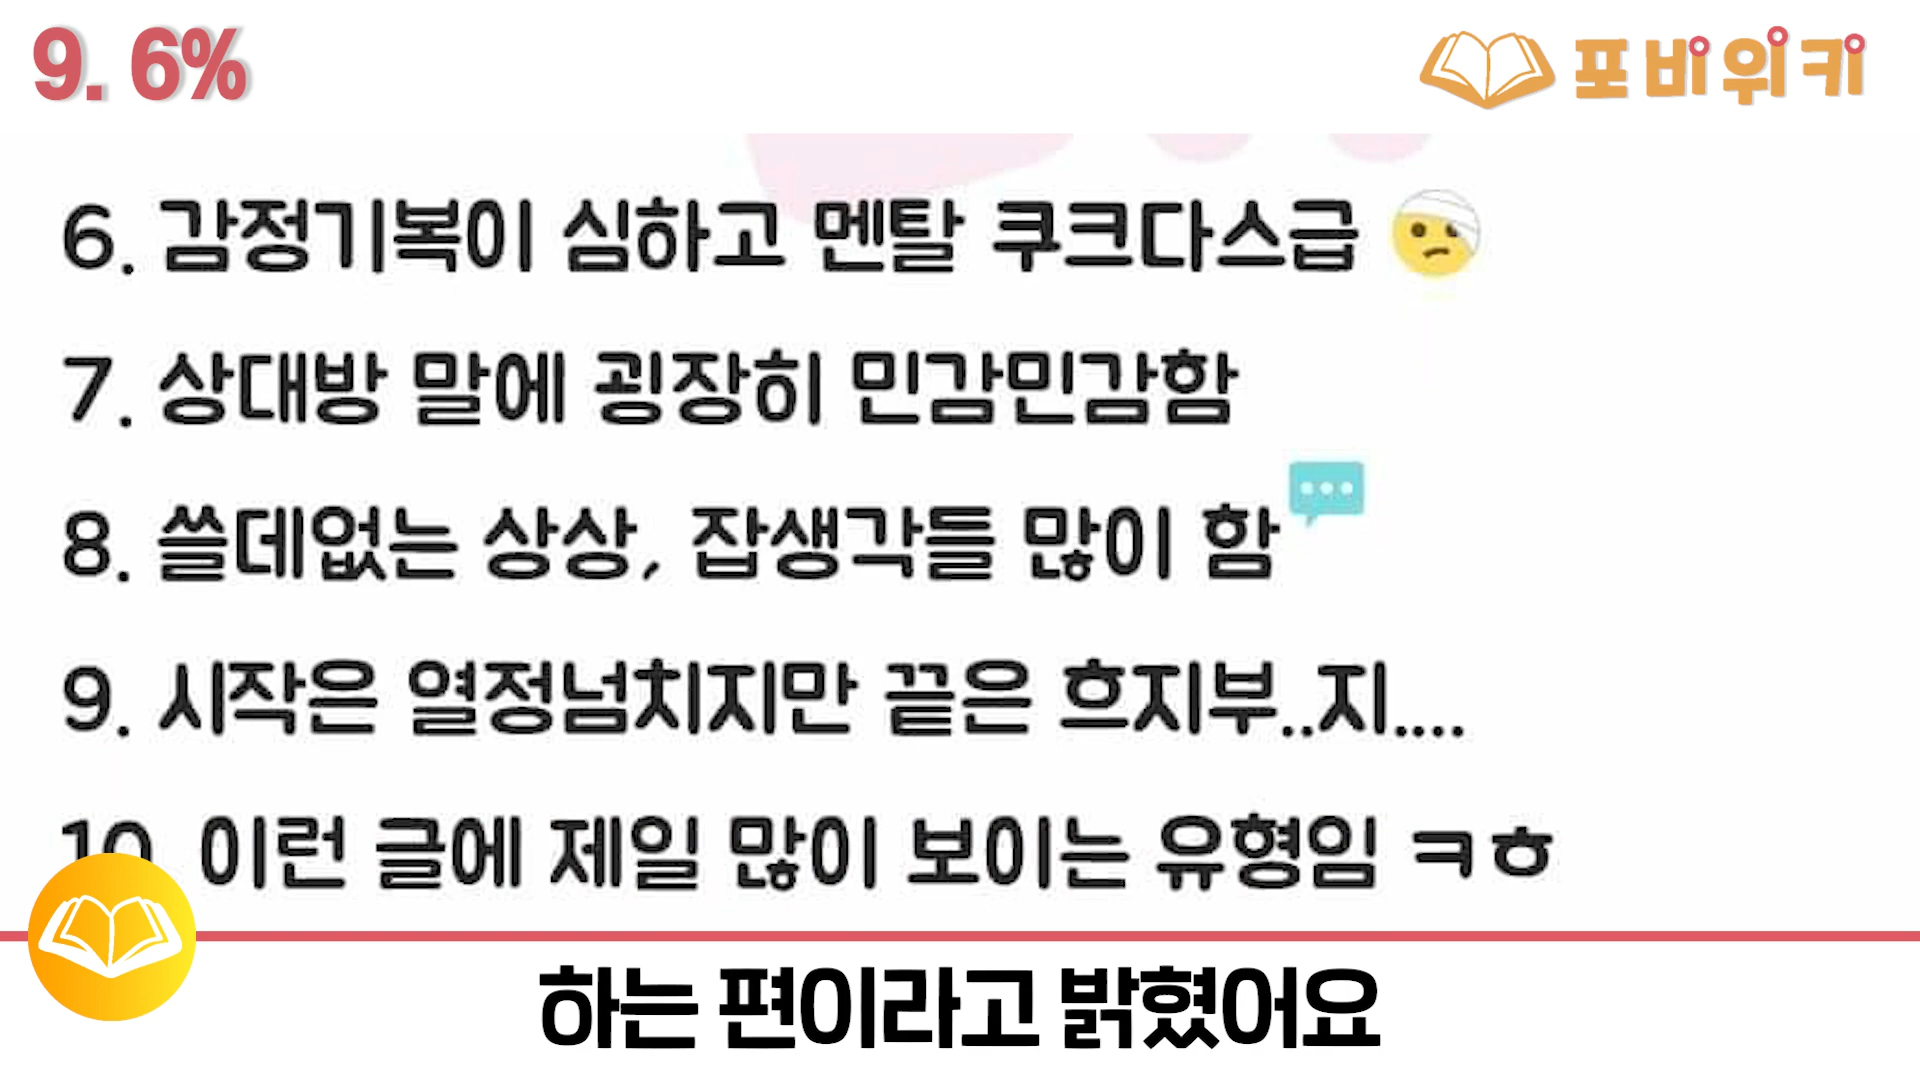 9. 6%
포비위키
6. 감정기복이 심하고 멘탈 쿠크다스급
7. 상대방 말에 굉장히 민감민감함
8. 쓸데없는 상상, 잡생각들 많이 함
9. 시작은 열정넘치지만 끝은 흐지부..지....
10. 이런 글에 제일 많이 보이는 유형임 ㅋㅎ
하는 편이라고 밝혔어요